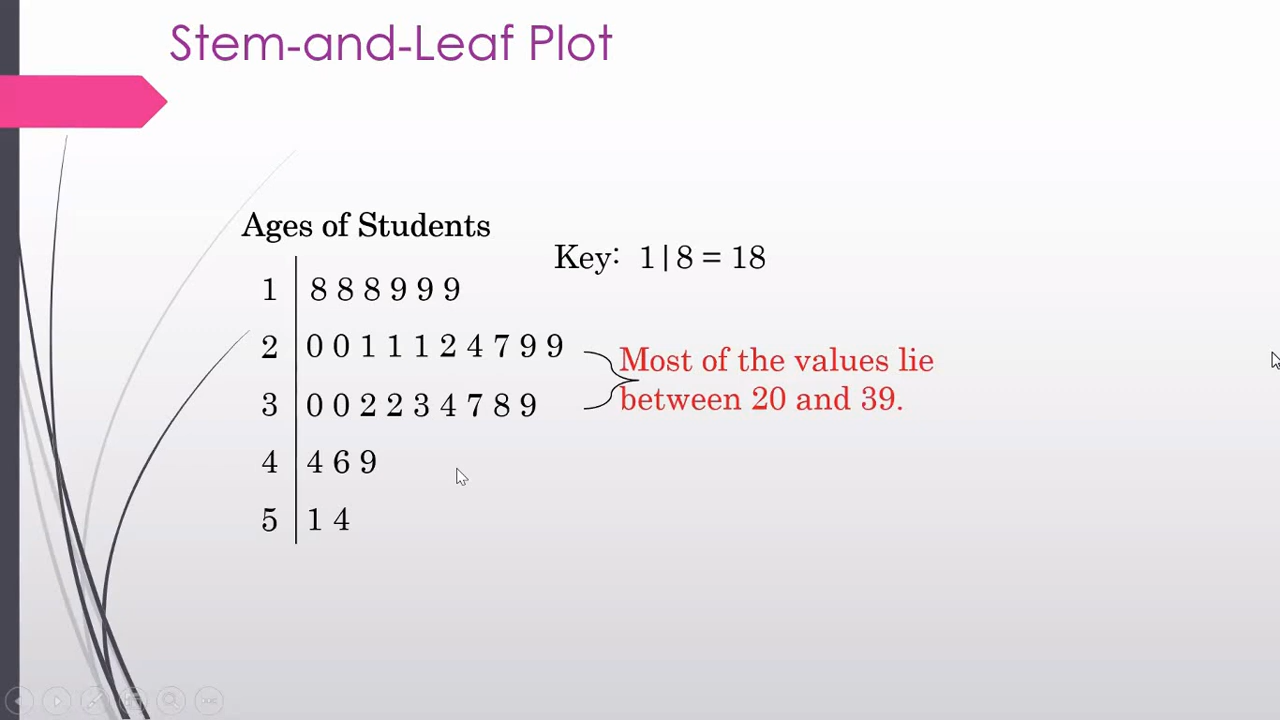 Stem-and-Leaf Plot
Ages of Students
Key: 1|8 = 18
1 | 8 8 8 9 9 9
2 | 0 0 1 1 1 2 4 7 9 9
3 | 0 0 2 2 3 4 7 8 9
4 | 4 6 9
5 | 1 4
Most of the values lie
between 20 and 39.